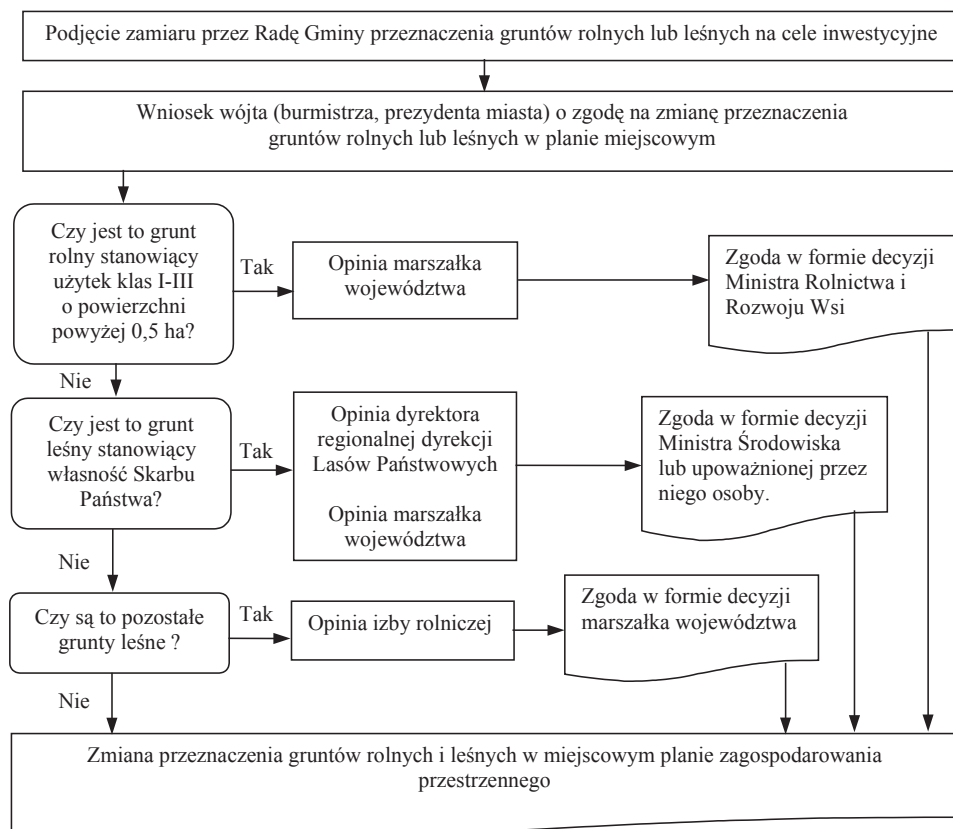 Podjęcie zamiaru przez Radę Gminy przeznaczenia gruntów rolnych lub leśnych na cele inwestycyjne
Wniosek wójta (burmistrza, prezydenta miasta) o zgodę na zmianę przeznaczenia
gruntów rolnych lub leśnych w planie miejscowym
Czy jest to grunt
rolny stanowiący
użytek klas I-III
o powierzchni
powyżej 0,5 ha?
Tak
Opinia marszałka
województwa
Zgoda w formie decyzji
Ministra Rolnictwa i
Rozwoju Wsi
Nie
Czy jest to grunt
leśny stanowiący
własność Skarbu
Państwa?
Tak
Opinia dyrektora
regionalnej dyrekcji
Lasów Państwowych
Opinia marszałka
województwa
Zgoda w formie decyzji
Ministra Środowiska
lub upoważnionej przez
niego osoby.
Nie
Czy są to pozostałe
grunty leśne ?
Tak
Opinia izby rolniczej
Zgoda w formie decyzji
marszałka województwa
Nie
Zmiana przeznaczenia gruntów rolnych i leśnych w miejscowym planie zagospodarowania
przestrzennego